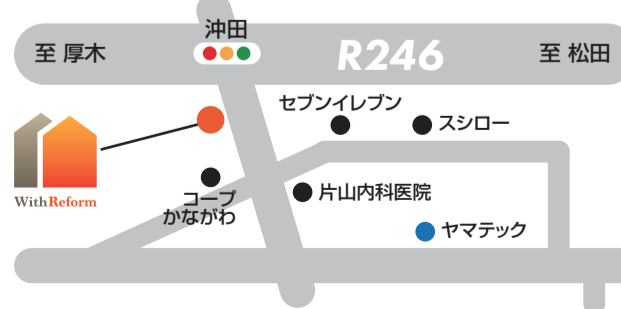 沖田
至 厚木
R246
至 松田
セブンイレブン
スシロー
WithReform
コープ
かながわ
片山内科医院
ヤマテック